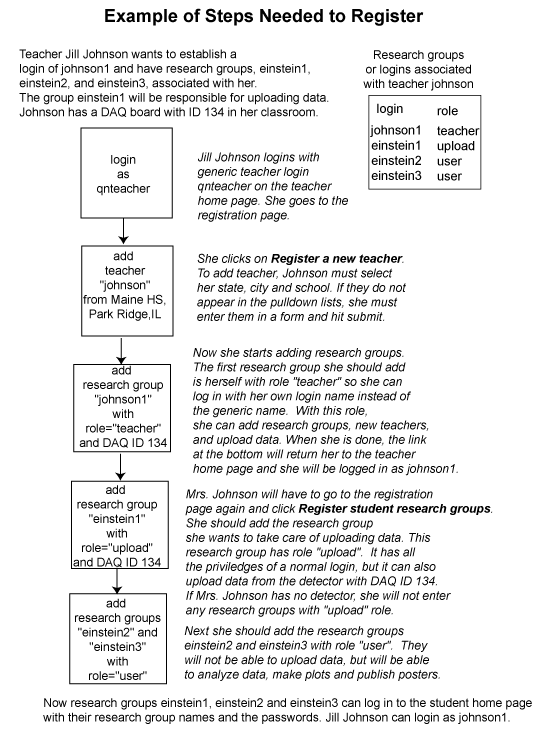 Example of Steps Needed to Register
Teacher Jill Johnson wants to establish a
login of johnson1 and have research groups, einstein1,
einstein2, and einstein3, associated with her.
The group einstein1 will be responsible for uploading data.
Johnson has a DAQ board with ID 134 in her classroom.
Research groups
or logins associated
with teacher johnson
login role
johnson1 teacher
einstein1 upload
einstein2 user
einstein3 user
login
as
qnteacher
Jill Johnson logins with
generic teacher login
qnteacher on the teacher
home page. She goes to the
registration page.
add
teacher
"johnson"
from Maine HS,
Park Ridge,IL
She clicks on Register a new teacher.
To add teacher, Johnson must select
her state, city and school. If they do not
appear in the pulldown lists, she must
enter them in a form and hit submit.
add
research group
"johnson1"
with
role="teacher"
and DAQ ID 134
Now she starts adding research groups.
The first research group she should add
is herself with role "teacher" so she can
log in with her own login name instead of
the generic name. With this role,
she can add research groups, new teachers,
and upload data. When she is done, the link
at the bottom will return her to the teacher
home page and she will be logged in as johnson1.
add
research group
"einstein1"
with
role="upload"
and DAQ ID 134
Mrs. Johnson will have to go to the registration
page again and click Register student research groups.
She should add the research group
she wants to take care of uploading data. This
research group has role "upload". It has all
the priviledges of a normal login, but it can also
upload data from the detector with DAQ ID 134.
If Mrs. Johnson has no detector, she will not enter
any research groups with "upload" role.
add
research groups
"einstein2" and
"einstein3"
with
role="user"
Next she should add the research groups
einstein2 and einstein3 with role "user". They
will not be able to upload data, but will be able
to analyze data, make plots and publish posters.
Now research groups einstein1, einstein2 and einstein3 can log in to the student home page
with their research group names and the passwords. Jill Johnson can login as johnson1.